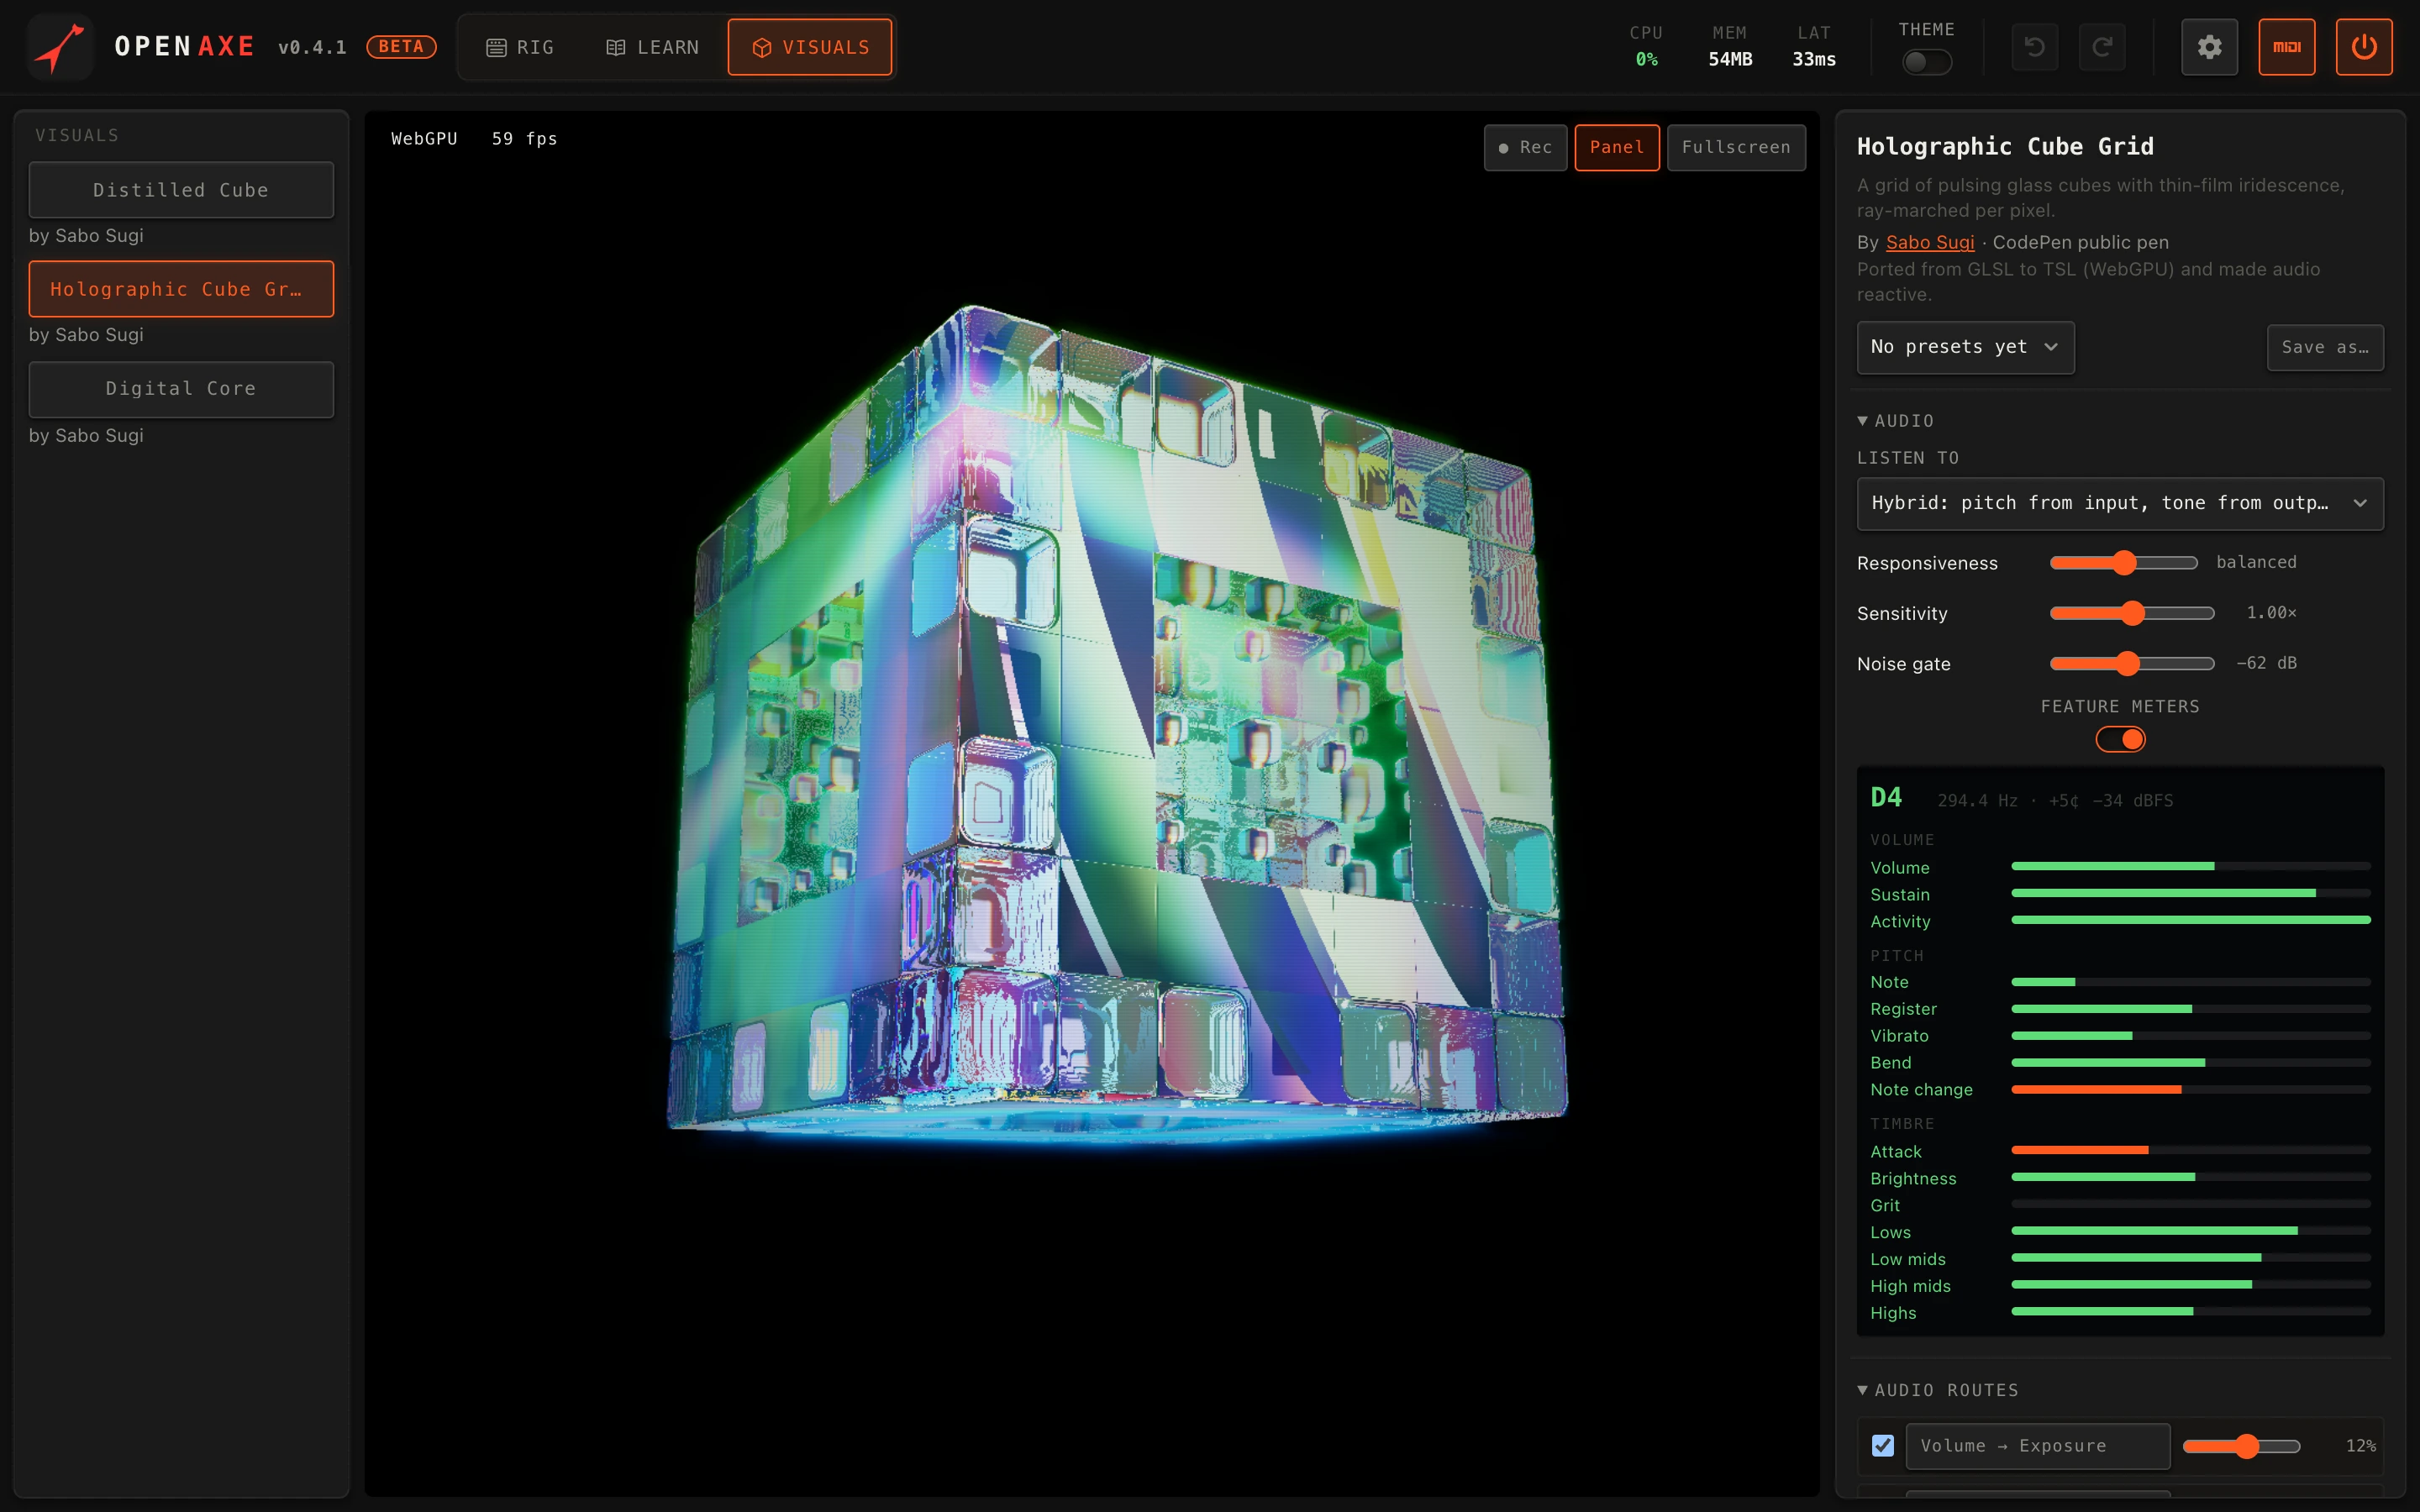 OPENAXE v0.4.1 BETA RIG LEARN VISUALS CPU MEM LAT THEME MIDI
0% 54MB 33ms
VISUALS
Distilled Cube
by Sabo Sugi
Holographic Cube Gr…
by Sabo Sugi
Digital Core
by Sabo Sugi
WebGPU 59 fps
Rec Panel Fullscreen
Holographic Cube Grid
A grid of pulsing glass cubes with thin-film iridescence,
ray-marched per pixel.
By Sabo Sugi · CodePen public pen
Ported from GLSL to TSL (WebGPU) and made audio
reactive.
No presets yet Save as…
▼ AUDIO
LISTEN TO
Hybrid: pitch from input, tone from outp…
Responsiveness balanced
Sensitivity 1.00×
Noise gate −62 dB
FEATURE METERS
D4 294.4 Hz · +5¢ −34 dBFS
VOLUME
Volume
Sustain
Activity
PITCH
Note
Register
Vibrato
Bend
Note change
TIMBRE
Attack
Brightness
Grit
Lows
Low mids
High mids
Highs
▼ AUDIO ROUTES
Volume → Exposure 12%